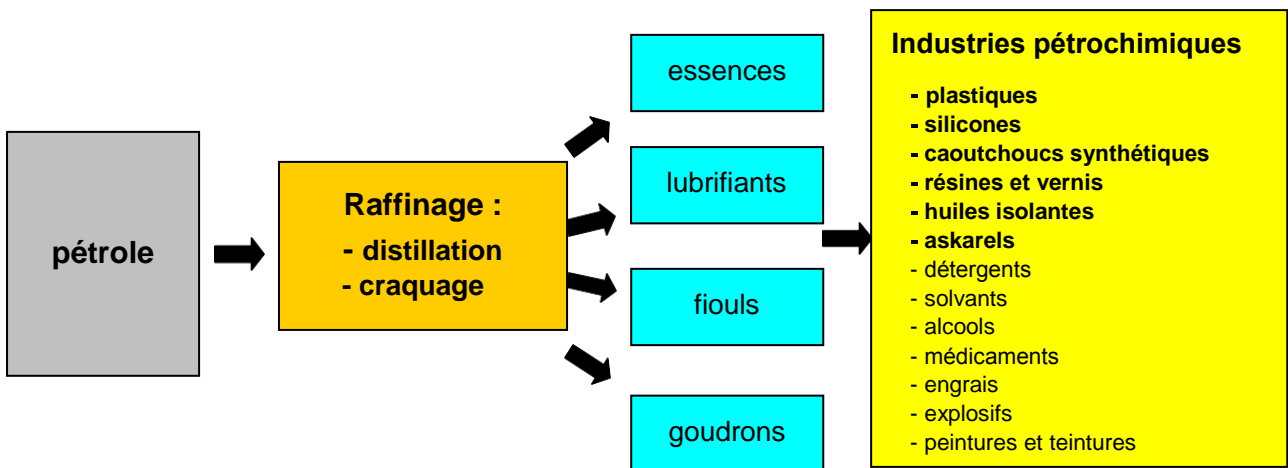 pétrole
Raffinage :
- distillation
- craquage
essences
lubrifiants
fiouls
goudrons
Industries pétrochimiques
- plastiques
- silicones
- caoutchoucs synthétiques
- résines et vernis
- huiles isolantes
- askarels
- détergents
- solvants
- alcools
- médicaments
- engrais
- explosifs
- peintures et teintures